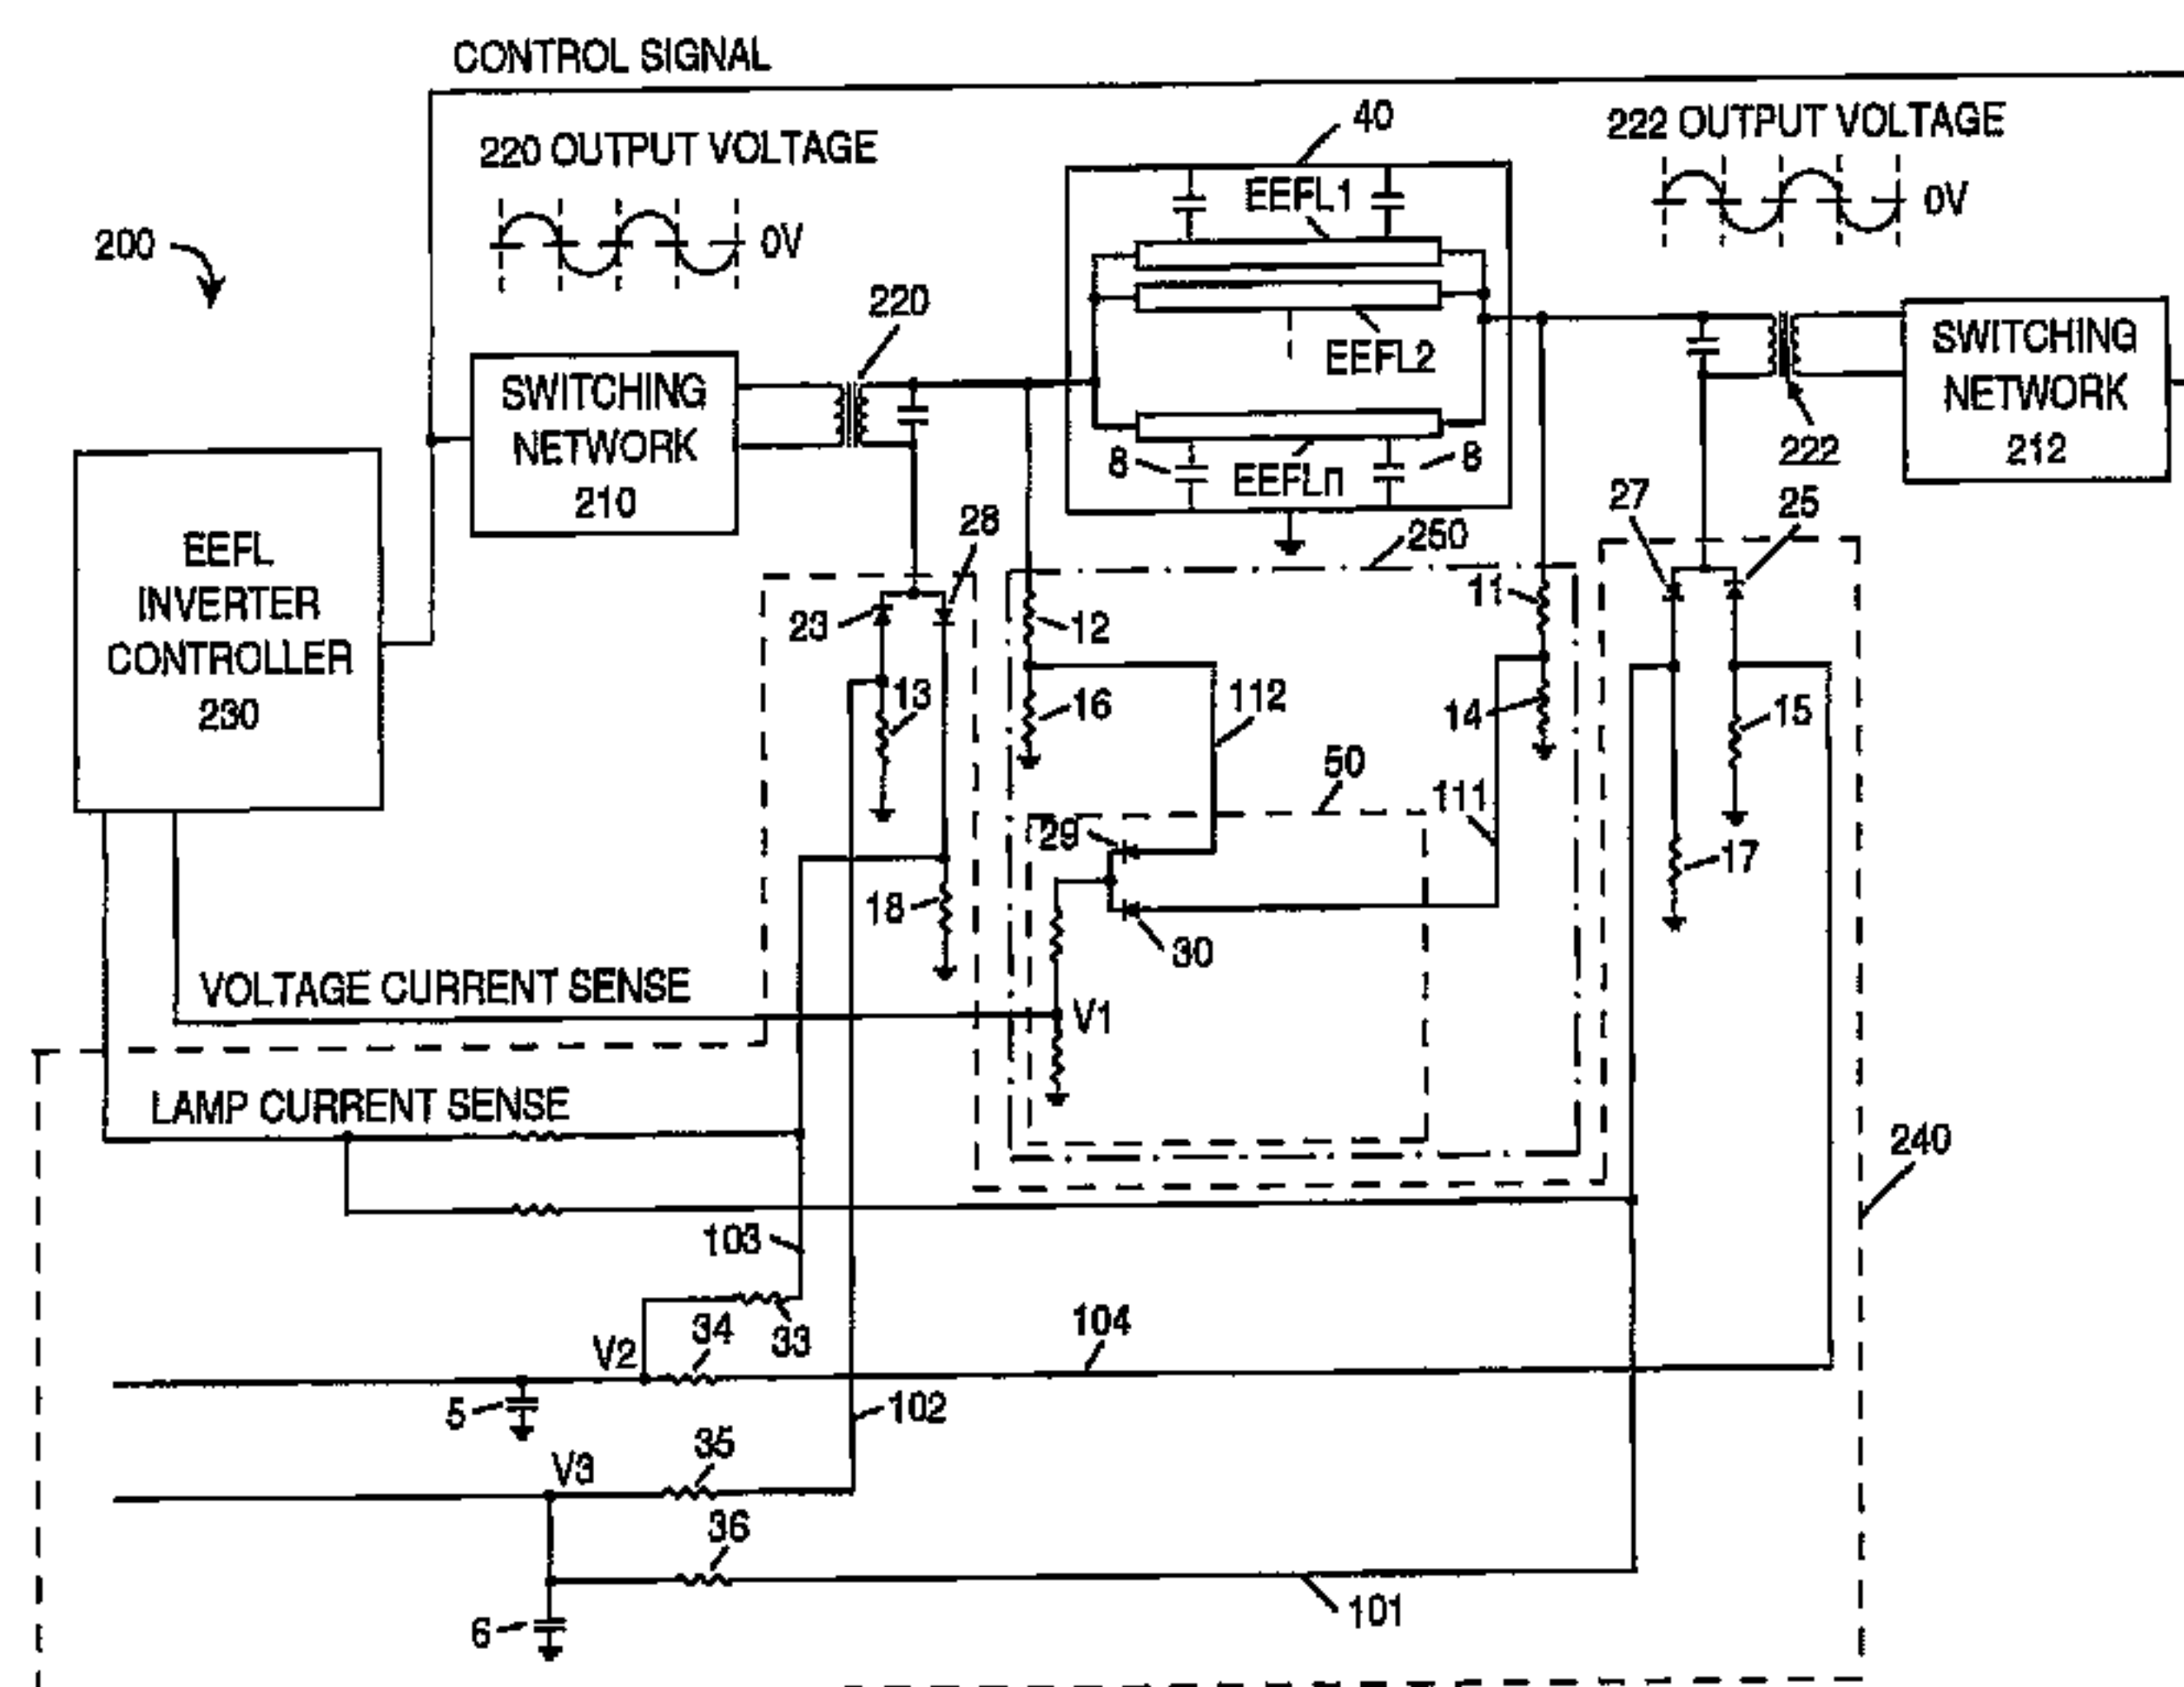 CONTROL SIGNAL
220 OUTPUT VOLTAGE
0V
40
222 OUTPUT VOLTAGE
0V
200
220
EEFL1
EEFL2
EEFLn
8
8
SWITCHING
NETWORK
210
SWITCHING
NETWORK
212
222
EEFL
INVERTER
CONTROLLER
230
28
250
27
25
23
12
11
13
16
112
14
15
50
111
29
17
18
30
VOLTAGE CURRENT SENSE
V1
LAMP CURRENT SENSE
240
103
34
33
104
V2
5
102
35
V3
36
6
101